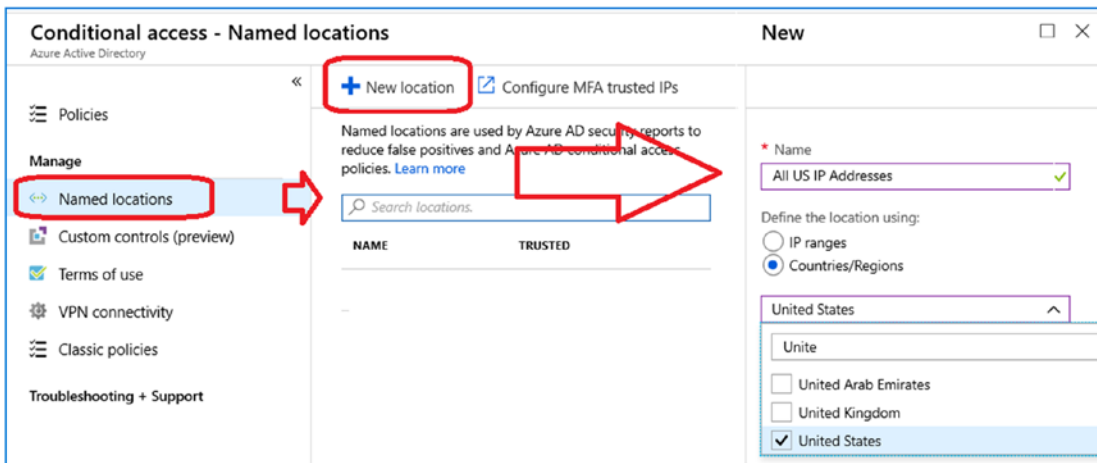 Conditional access - Named locations
Azure Active Directory
«
Policies
Manage
Named locations
Custom controls (preview)
Terms of use
VPN connectivity
Classic policies
Troubleshooting + Support
+ New location
Configure MFA trusted IPs
Named locations are used by Azure AD security reports to
reduce false positives and Azure AD conditional access
policies. Learn more
Search locations.
NAME TRUSTED
New
* Name
All US IP Addresses
Define the location using:
IP ranges
Countries/Regions
United States
Unite
United Arab Emirates
United Kingdom
United States